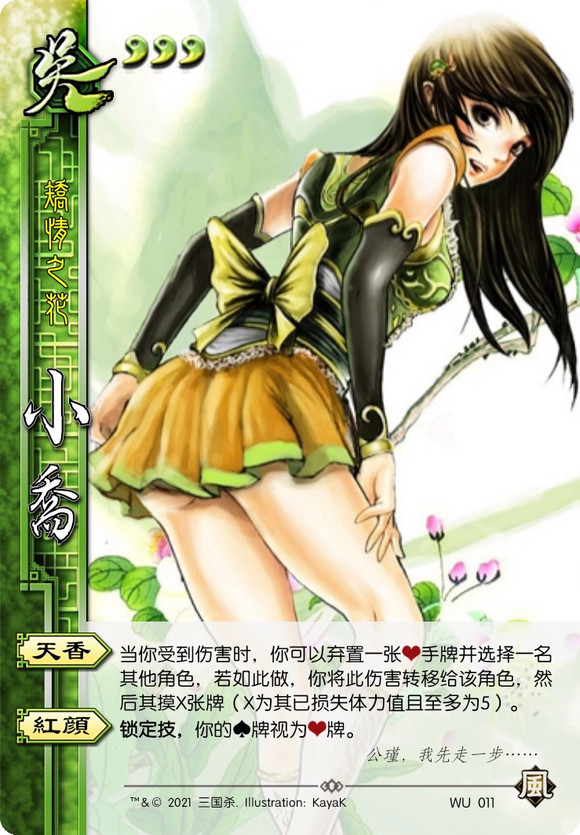 吴
矯情之花
小喬
天香
当你受到伤害时，你可以弃置一张♥手牌并选择一名
其他角色，若如此做，你将此伤害转移给该角色，然
后其摸X张牌（X为其已损失体力值且至多为5）。
紅顔
锁定技，你的♠牌视为♥牌。
公瑾，我先走一步……
™&© 2021 三国杀. Illustration: KayaK
WU 011
風